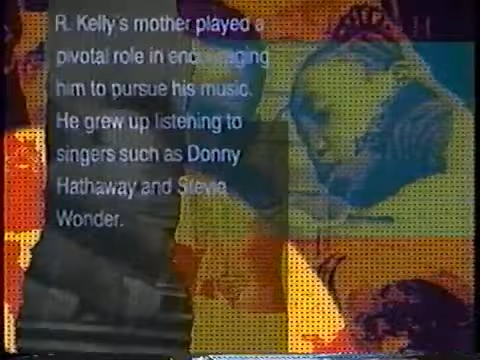 R. Kelly's mother played a
pivotal role in encouraging
him to pursue his music.
He grew up listening to
singers such as Donny
Hathaway and Stevie
Wonder.